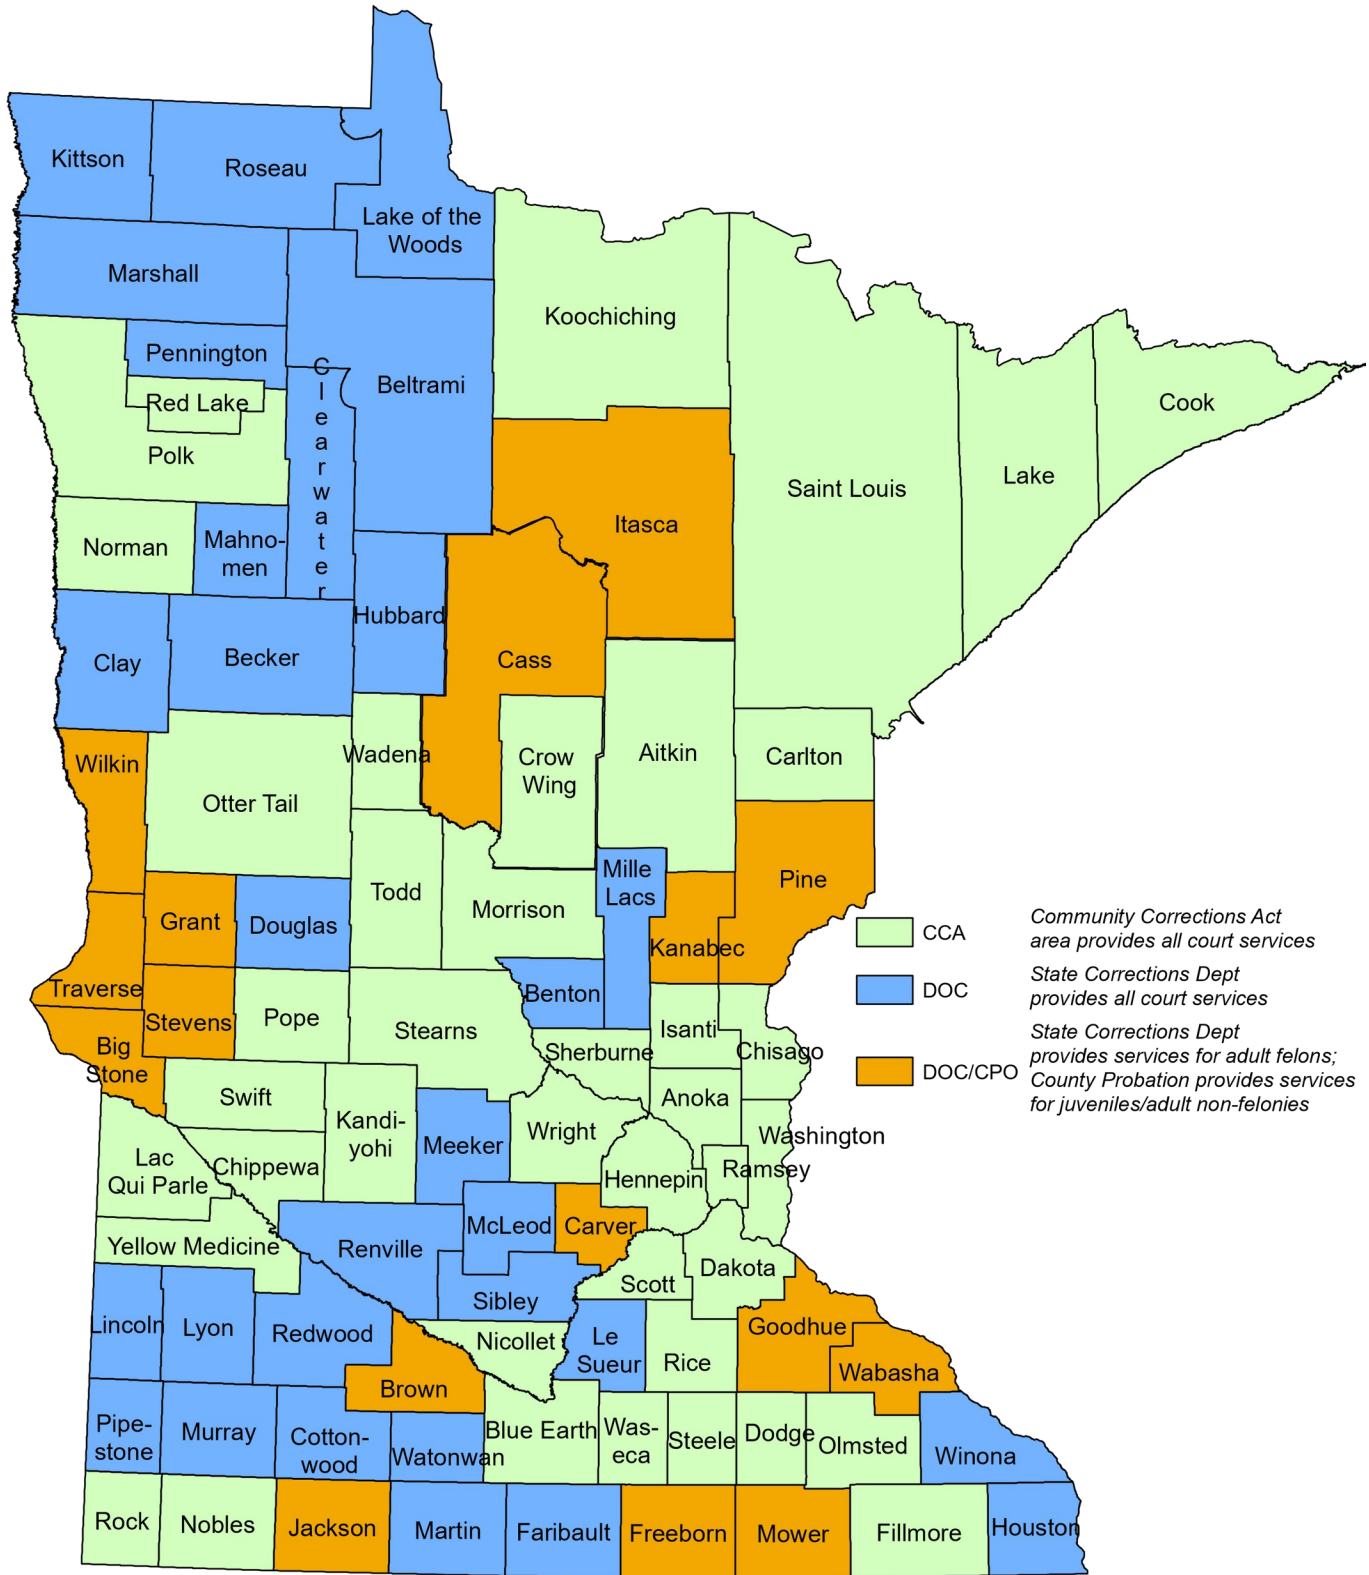 Kittson
Roseau
Lake of the
Woods
Marshall
Koochiching
Pennington
Clearwater
Beltrami
Red Lake
Cook
Polk
Lake
Saint Louis
Itasca
Norman
Mahno-
men
Hubbard
Clay
Becker
Cass
Wadena
Crow
Wing
Aitkin
Carlton
Wilkin
Otter Tail
Mille
Lacs
Pine
Todd
Morrison
Grant
Douglas
Kanabec
CCA
Community Corrections Act
area provides all court services
Traverse
Benton
DOC
State Corrections Dept
provides all court services
Stevens
Pope
Stearns
Isanti
Big
Stone
Sherburne
Chisago
DOC/CPO
State Corrections Dept
provides services for adult felons;
County Probation provides services
for juveniles/adult non-felonies
Swift
Anoka
Kandi-
yohi
Meeker
Wright
Washington
Lac
Qui Parle
Chippewa
Hennepin
Ramsey
Yellow Medicine
Renville
McLeod
Carver
Scott
Dakota
Sibley
Lincoln
Lyon
Redwood
Nicollet
Le
Sueur
Rice
Goodhue
Wabasha
Brown
Pipe-
stone
Murray
Cotton-
wood
Watonwan
Blue Earth
Was-
eca
Steele
Dodge
Olmsted
Winona
Rock
Nobles
Jackson
Martin
Faribault
Freeborn
Mower
Fillmore
Houston